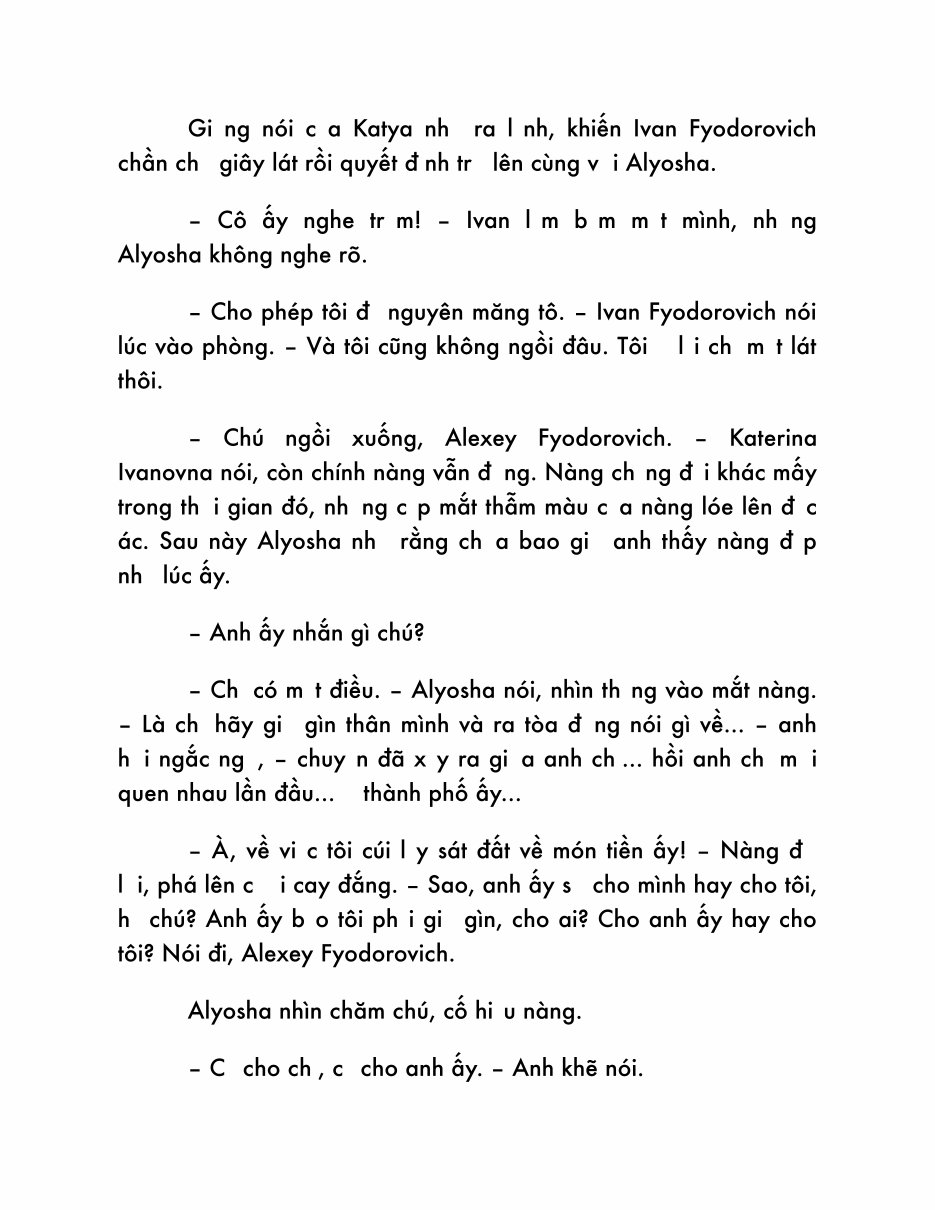 Gi ng nói c a Katya nh ra l nh, khiến Ivan Fyodorovich
chần ch giây lát rồi quyết đ nh tr lên cùng v i Alyosha.
– Cô ấy nghe tr m! – Ivan l m b m m t mình, nh ng
Alyosha không nghe rõ.
– Cho phép tôi đ nguyên măng tô. – Ivan Fyodorovich nói
lúc vào phòng. – Và tôi cũng không ngồi đâu. Tôi l i ch m t lát
thôi.
– Chú ngồi xuống, Alexey Fyodorovich. – Katerina
Ivanovna nói, còn chính nàng vẫn đ ng. Nàng ch ng đ i khác mấy
trong th i gian đó, nh ng c p mắt thẫm màu c a nàng lóe lên đ c
ác. Sau này Alyosha nh rằng ch a bao gi anh thấy nàng đ p
nh lúc ấy.
– Anh ấy nhắn gì chú?
– Ch có m t điều. – Alyosha nói, nhìn th ng vào mắt nàng.
– Là ch hãy gi gìn thân mình và ra tòa đ ng nói gì về... – anh
h i ngắc ng , – chuy n đã x y ra gi a anh ch ... hồi anh ch m i
quen nhau lần đầu... thành phố ấy...
– À, về vi c tôi cúi l y sát đất về món tiền ấy! – Nàng đ
l i, phá lên c i cay đắng. – Sao, anh ấy s cho mình hay cho tôi,
h chú? Anh ấy b o tôi ph i gi gìn, cho ai? Cho anh ấy hay cho
tôi? Nói đi, Alexey Fyodorovich.
Alyosha nhìn chăm chú, cố hi u nàng.
– C cho ch , c cho anh ấy. – Anh khẽ nói.